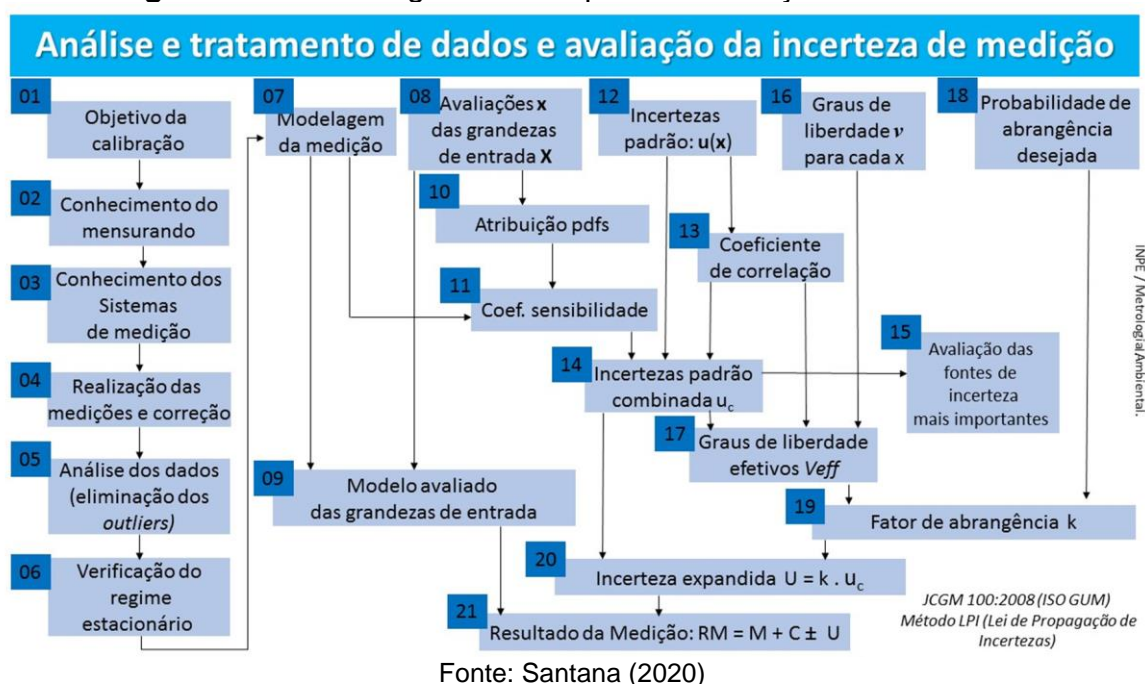 Análise e tratamento de dados e avaliação da incerteza de medição
01
Objetivo da
calibração
02
Conhecimento do
mensurando
03
Conhecimento dos
Sistemas
de medição
04
Realização das
medições e correção
05
Análise dos dados
(eliminação dos
outliers)
06
Verificação do
regime
estacionário
07
Modelagem
da medição
08
Avaliações x
das grandezas
de entrada X
10
Atribuição pdfs
11
Coef. sensibilidade
12
Incertezas
padrão: u(x)
13
Coeficiente
de correlação
14
Incertezas padrão
combinada uc
15
Avaliação das
fontes de
incerteza
mais importantes
16
Graus de
liberdade v
para cada x
17
Graus de liberdade
efetivos Veff
18
Probabilidade de
abrangência
desejada
09
Modelo avaliado
das grandezas de entrada
19
Fator de abrangência k
20
Incerteza expandida U = k . uc
21
Resultado da Medição: RM = M + C ± U
JCGM 100:2008 (ISO GUM)
Método LPI (Lei de Propagação de
Incertezas)
INPE / Metrologia/Ambiental.
Fonte: Santana (2020)